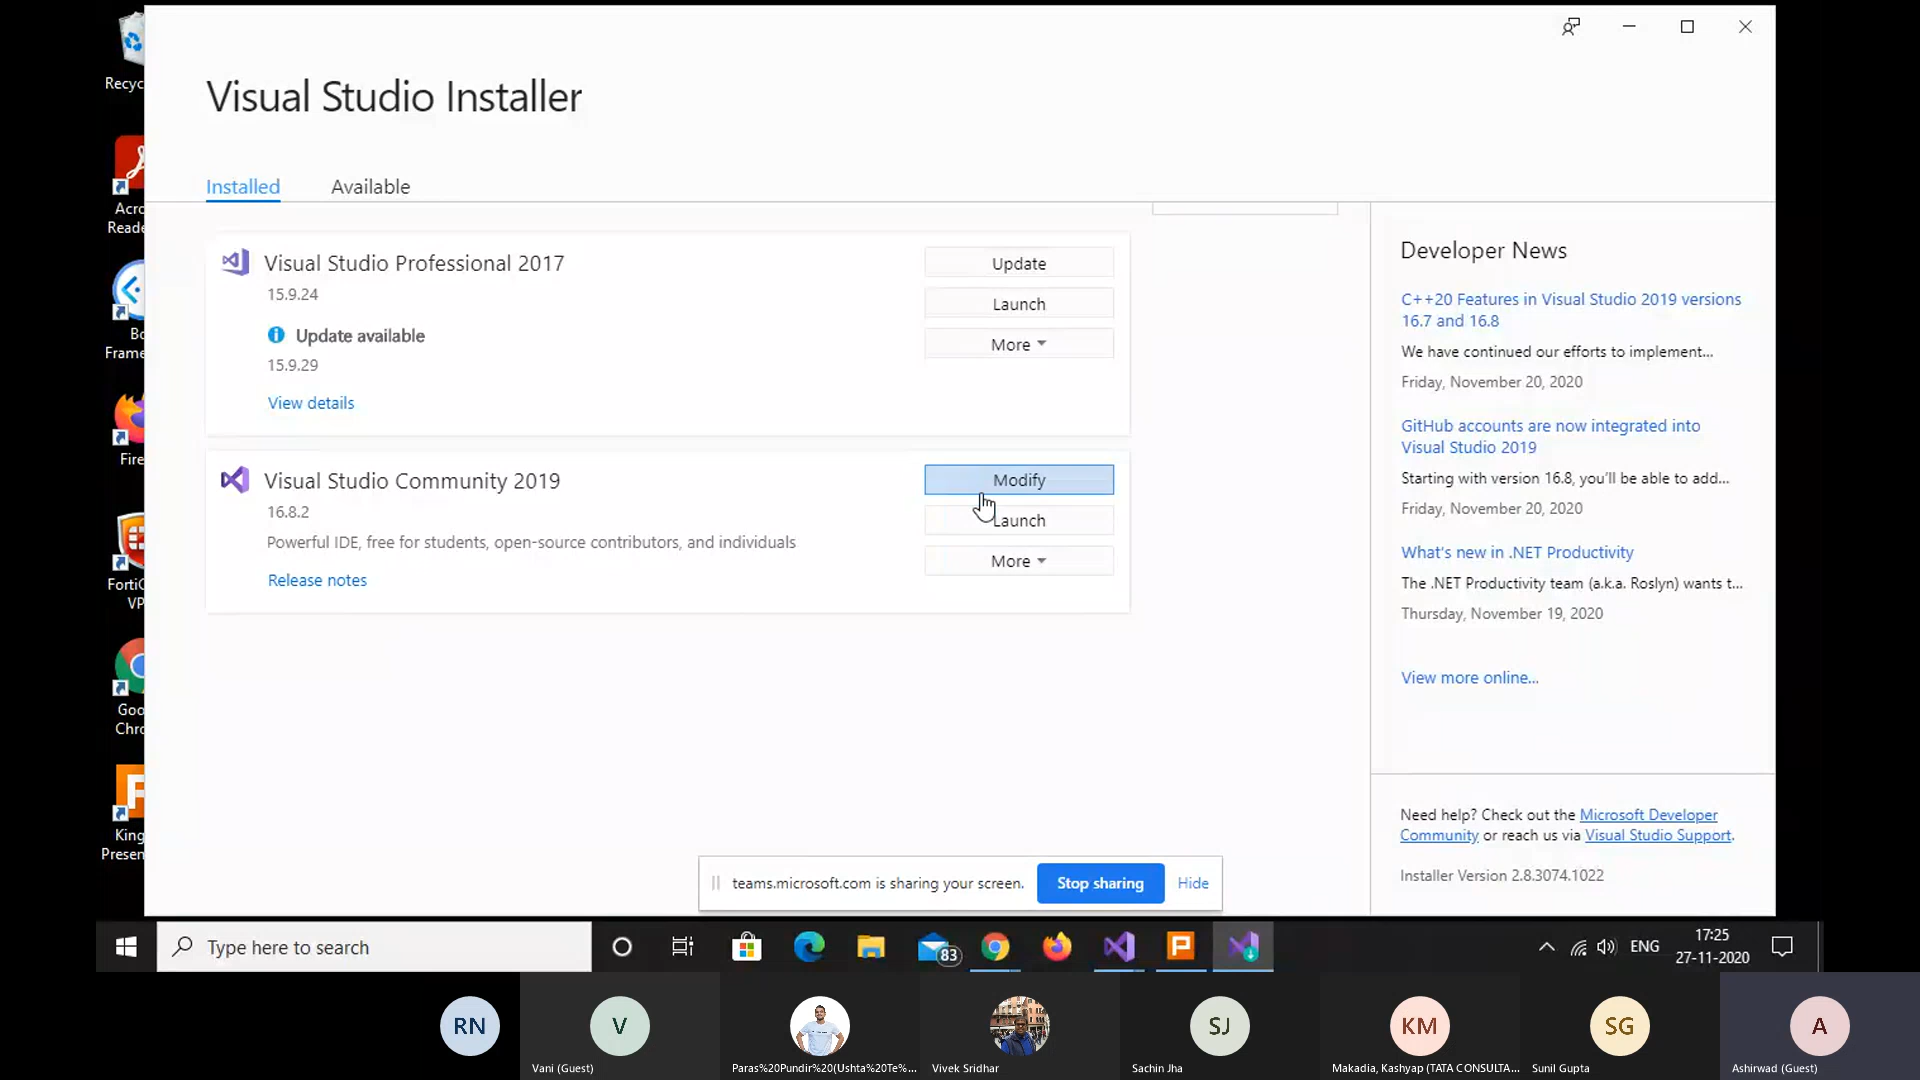 Recyc
Acro
Reade
Bo
Frame
Fire
FortiC
VP
Goo
Chro
King
Presen
Visual Studio Installer
Installed
Available
Visual Studio Professional 2017
15.9.24
Update available
15.9.29
View details
Update
Launch
More
Visual Studio Community 2019
16.8.2
Powerful IDE, free for students, open-source contributors, and individuals
Release notes
Modify
Launch
More
Developer News
C++20 Features in Visual Studio 2019 versions
16.7 and 16.8
We have continued our efforts to implement...
Friday, November 20, 2020
GitHub accounts are now integrated into
Visual Studio 2019
Starting with version 16.8, you'll be able to add...
Friday, November 20, 2020
What's new in .NET Productivity
The .NET Productivity team (a.k.a. Roslyn) wants t...
Thursday, November 19, 2020
View more online...
Need help? Check out the Microsoft Developer
Community or reach us via Visual Studio Support.
Installer Version 2.8.3074.1022
teams.microsoft.com is sharing your screen.
Stop sharing
Hide
Type here to search
83
ENG
17:25
27-11-2020
RN
V
SJ
KM
SG
A
Vani (Guest)
Paras%20Pundir%20(Ushta%20Te%...
Vivek Sridhar
Sachin Jha
Makadia, Kashyap (TATA CONSULTA...
Sunil Gupta
Ashirwad (Guest)